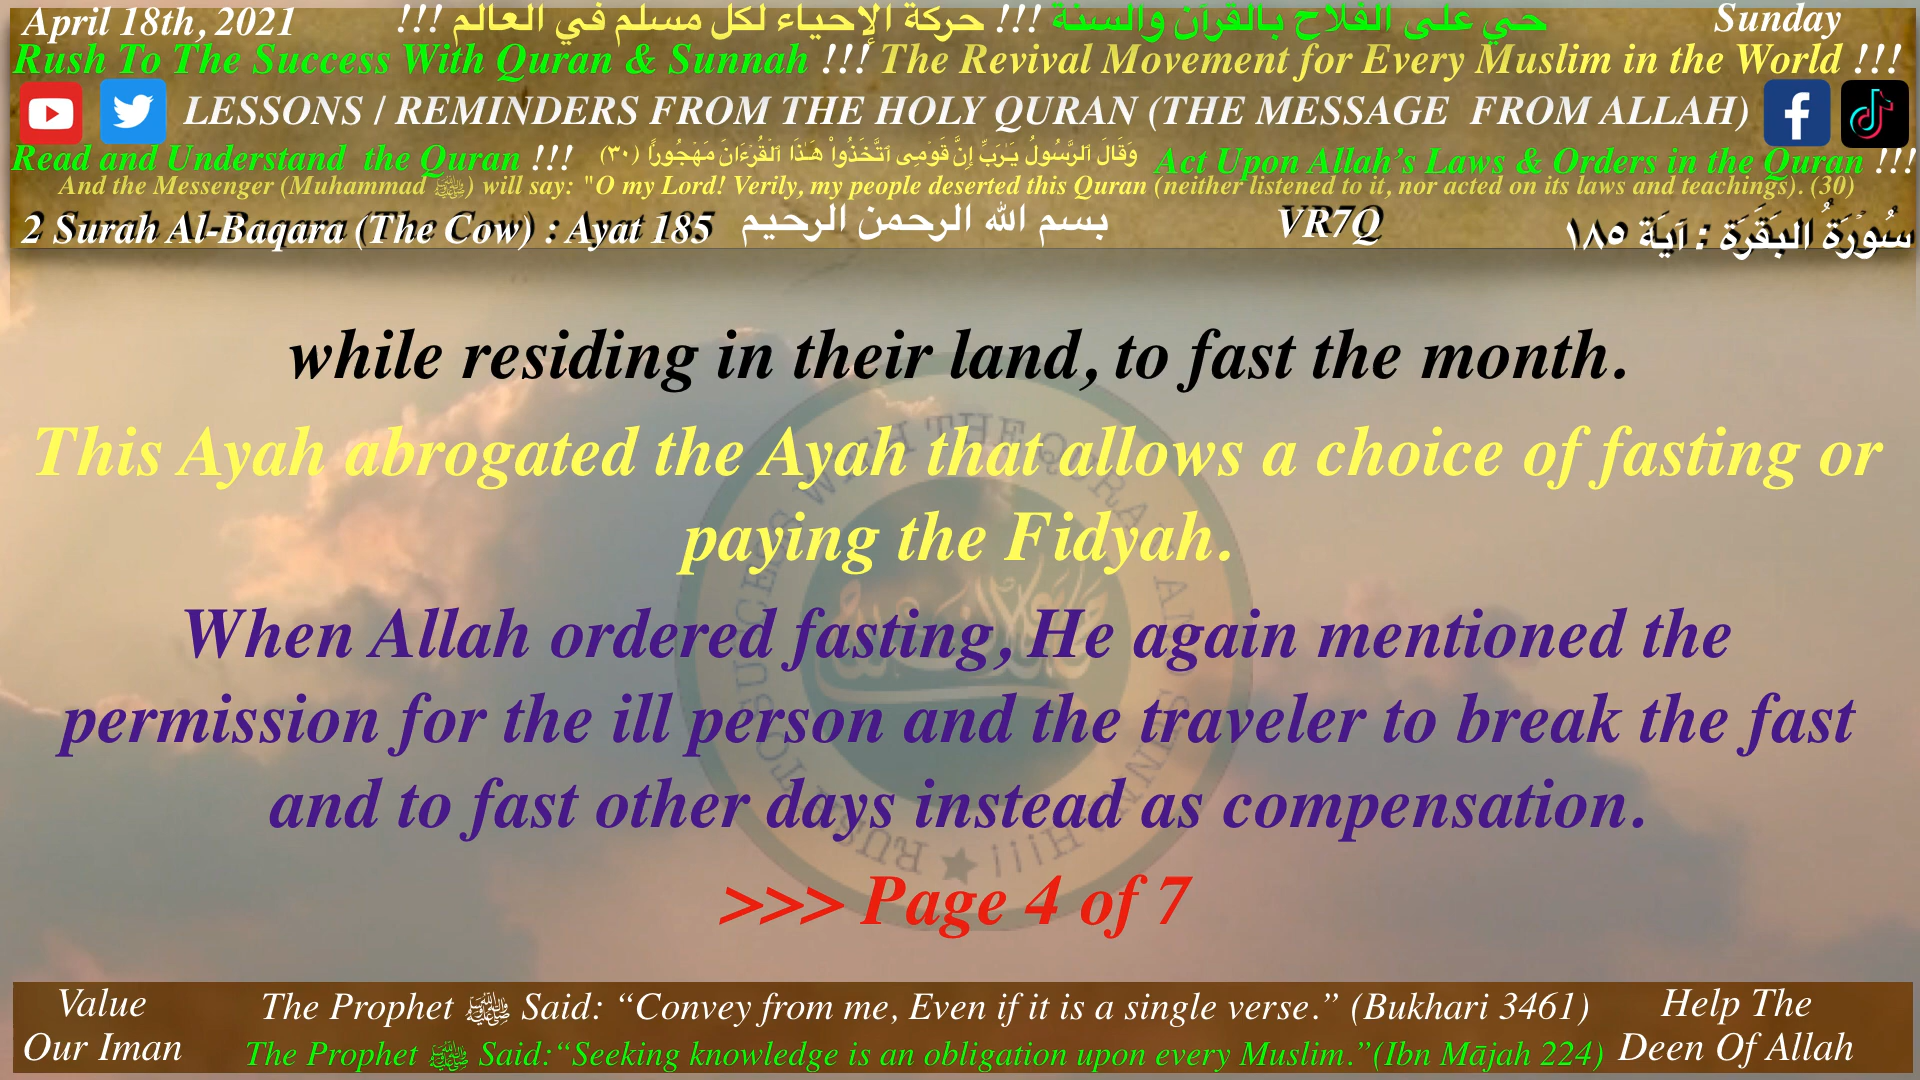 April 18th, 2021 !!! حركة الإحياء لكل مسلم في العالم !!! حي على الفلاح بالقرآن والسنة Sunday
Rush To The Success With Quran & Sunnah !!! The Revival Movement for Every Muslim in the World !!!
LESSONS / REMINDERS FROM THE HOLY QURAN (THE MESSAGE FROM ALLAH)
Read and Understand the Quran !!! وَقَالَ ٱلرَّسُولُ يَـٰرَبِّ إِنَّ قَوْمِى ٱتَّخَذُوا۟ هَـٰذَا ٱلْقُرْءَانَ مَهْجُورًا (٣٠) Act Upon Allah’s Laws & Orders in the Quran !!!
And the Messenger (Muhammad ﷺ) will say: "O my Lord! Verily, my people deserted this Quran (neither listened to it, nor acted on its laws and teachings). (30)
2 Surah Al-Baqara (The Cow) : Ayat 185 بسم الله الرحمن الرحيم VR7Q سُورَةُ البَقَرَة : آيَة ١٨٥
while residing in their land, to fast the month.
This Ayah abrogated the Ayah that allows a choice of fasting or
paying the Fidyah.
When Allah ordered fasting, He again mentioned the
permission for the ill person and the traveler to break the fast
and to fast other days instead as compensation.
>>> Page 4 of 7
RUSH TO SUCCESS WITH THE QURAN AND SUNNAH !!!
Value
Our Iman
The Prophet ﷺ Said: “Convey from me, Even if it is a single verse.” (Bukhari 3461)
The Prophet ﷺ Said:“Seeking knowledge is an obligation upon every Muslim.”(Ibn Mājah 224)
Help The
Deen Of Allah